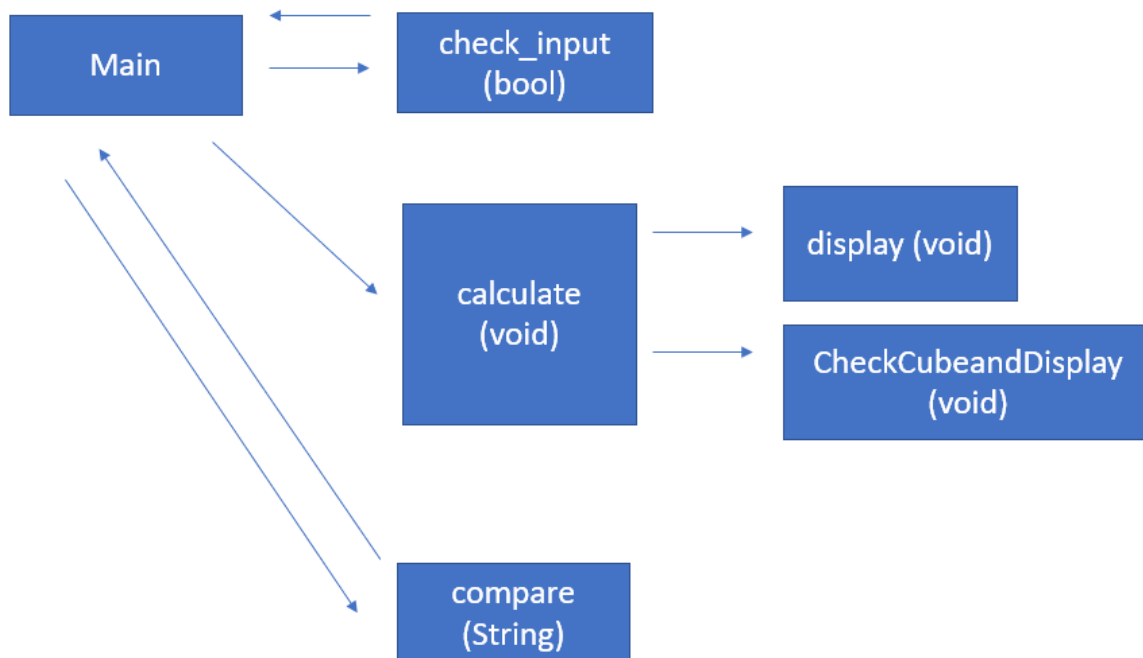 Main
check_input
(bool)
calculate
(void)
display (void)
CheckCubeandDisplay
(void)
compare
(String)